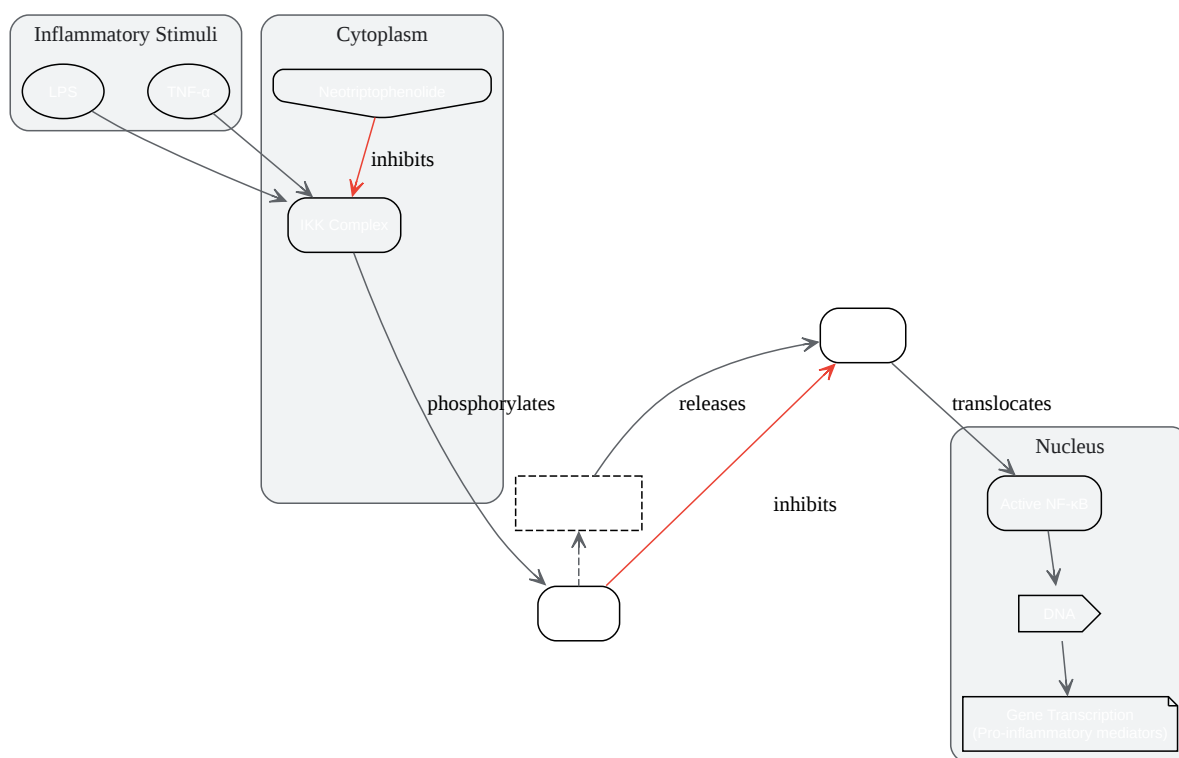 Inflammatory Stimuli
Cytoplasm
LPS
TNF-α
Neotriptophenolide
inhibits
IKK Complex
phosphorylates
releases
translocates
Nucleus
Active NF-κB
inhibits
DNA
Gene Transcription
(Pro-inflammatory mediators)